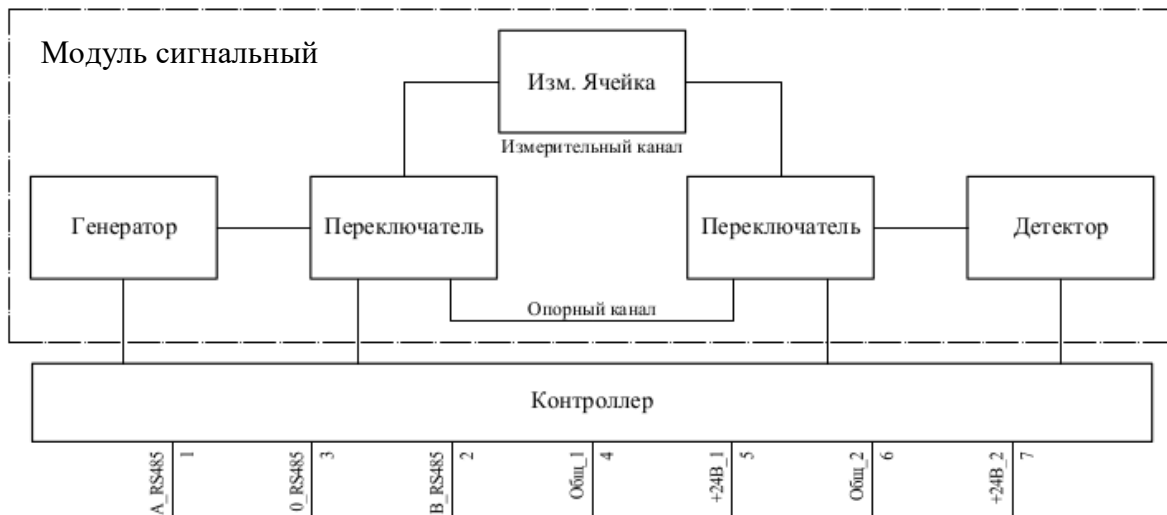 Модуль сигнальный
Изм. Ячейка
Измерительный канал
Генератор
Переключатель
Переключатель
Детектор
Опорный канал
Контроллер
A_RS485
1
0_RS485
3
B_RS485
2
Общ_1
4
+24В_1
5
Общ_2
6
+24В_2
7